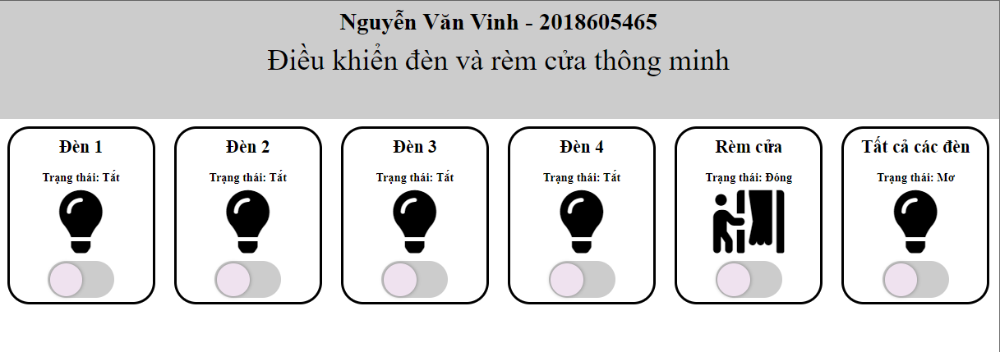 Nguyễn Văn Vinh - 2018605465
Điều khiển đèn và rèm cửa thông minh
Đèn 1
Trạng thái: Tắt
Đèn 2
Trạng thái: Tắt
Đèn 3
Trạng thái: Tắt
Đèn 4
Trạng thái: Tắt
Rèm cửa
Trạng thái: Đóng
Tất cả các đèn
Trạng thái: Mơ